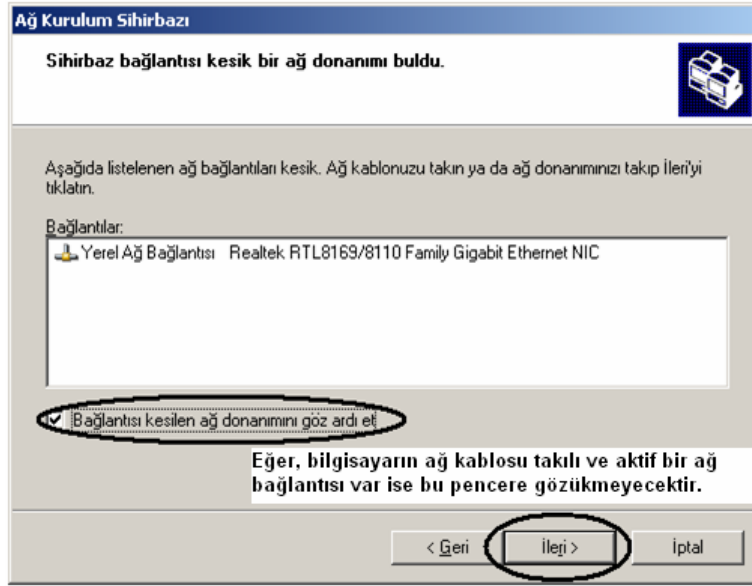 Ağ Kurulum Sihirbazı
Sihirbaz bağlantısı kesik bir ağ donanımı buldu.
Aşağıda listelenen ağ bağlantıları kesik. Ağ kablonuzu takın ya da ağ donanımınızı takıp İleri'yi
tıklatın.
Bağlantılar:
Yerel Ağ Bağlantısı Realtek RTL8169/8110 Family Gigabit Ethernet NIC
Bağlantısı kesilen ağ donanımını göz ardı et
Eğer, bilgisayarın ağ kablosu takılı ve aktif bir ağ
bağlantısı var ise bu pencere gözükmeyecektir.
< Geri İleri > İptal